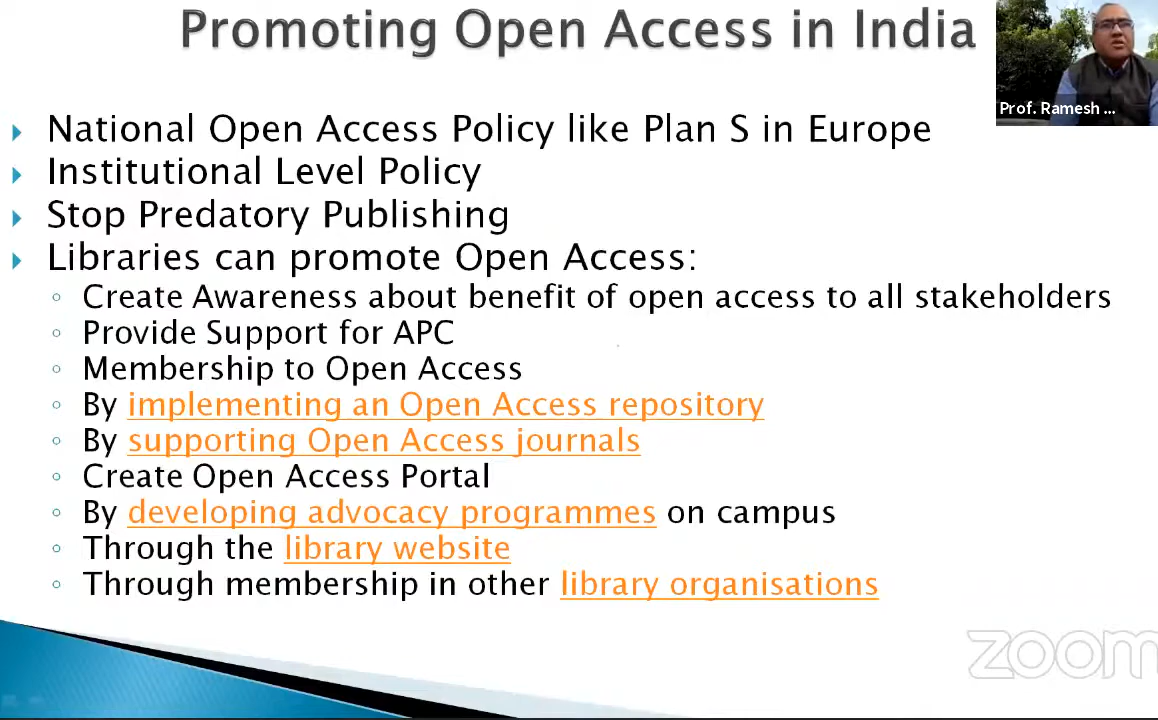 Promoting Open Access in India
Prof. Ramesh ...
National Open Access Policy like Plan S in Europe
Institutional Level Policy
Stop Predatory Publishing
Libraries can promote Open Access:
Create Awareness about benefit of open access to all stakeholders
Provide Support for APC
Membership to Open Access
By implementing an Open Access repository
By supporting Open Access journals
Create Open Access Portal
By developing advocacy programmes on campus
Through the library website
Through membership in other library organisations
zoom